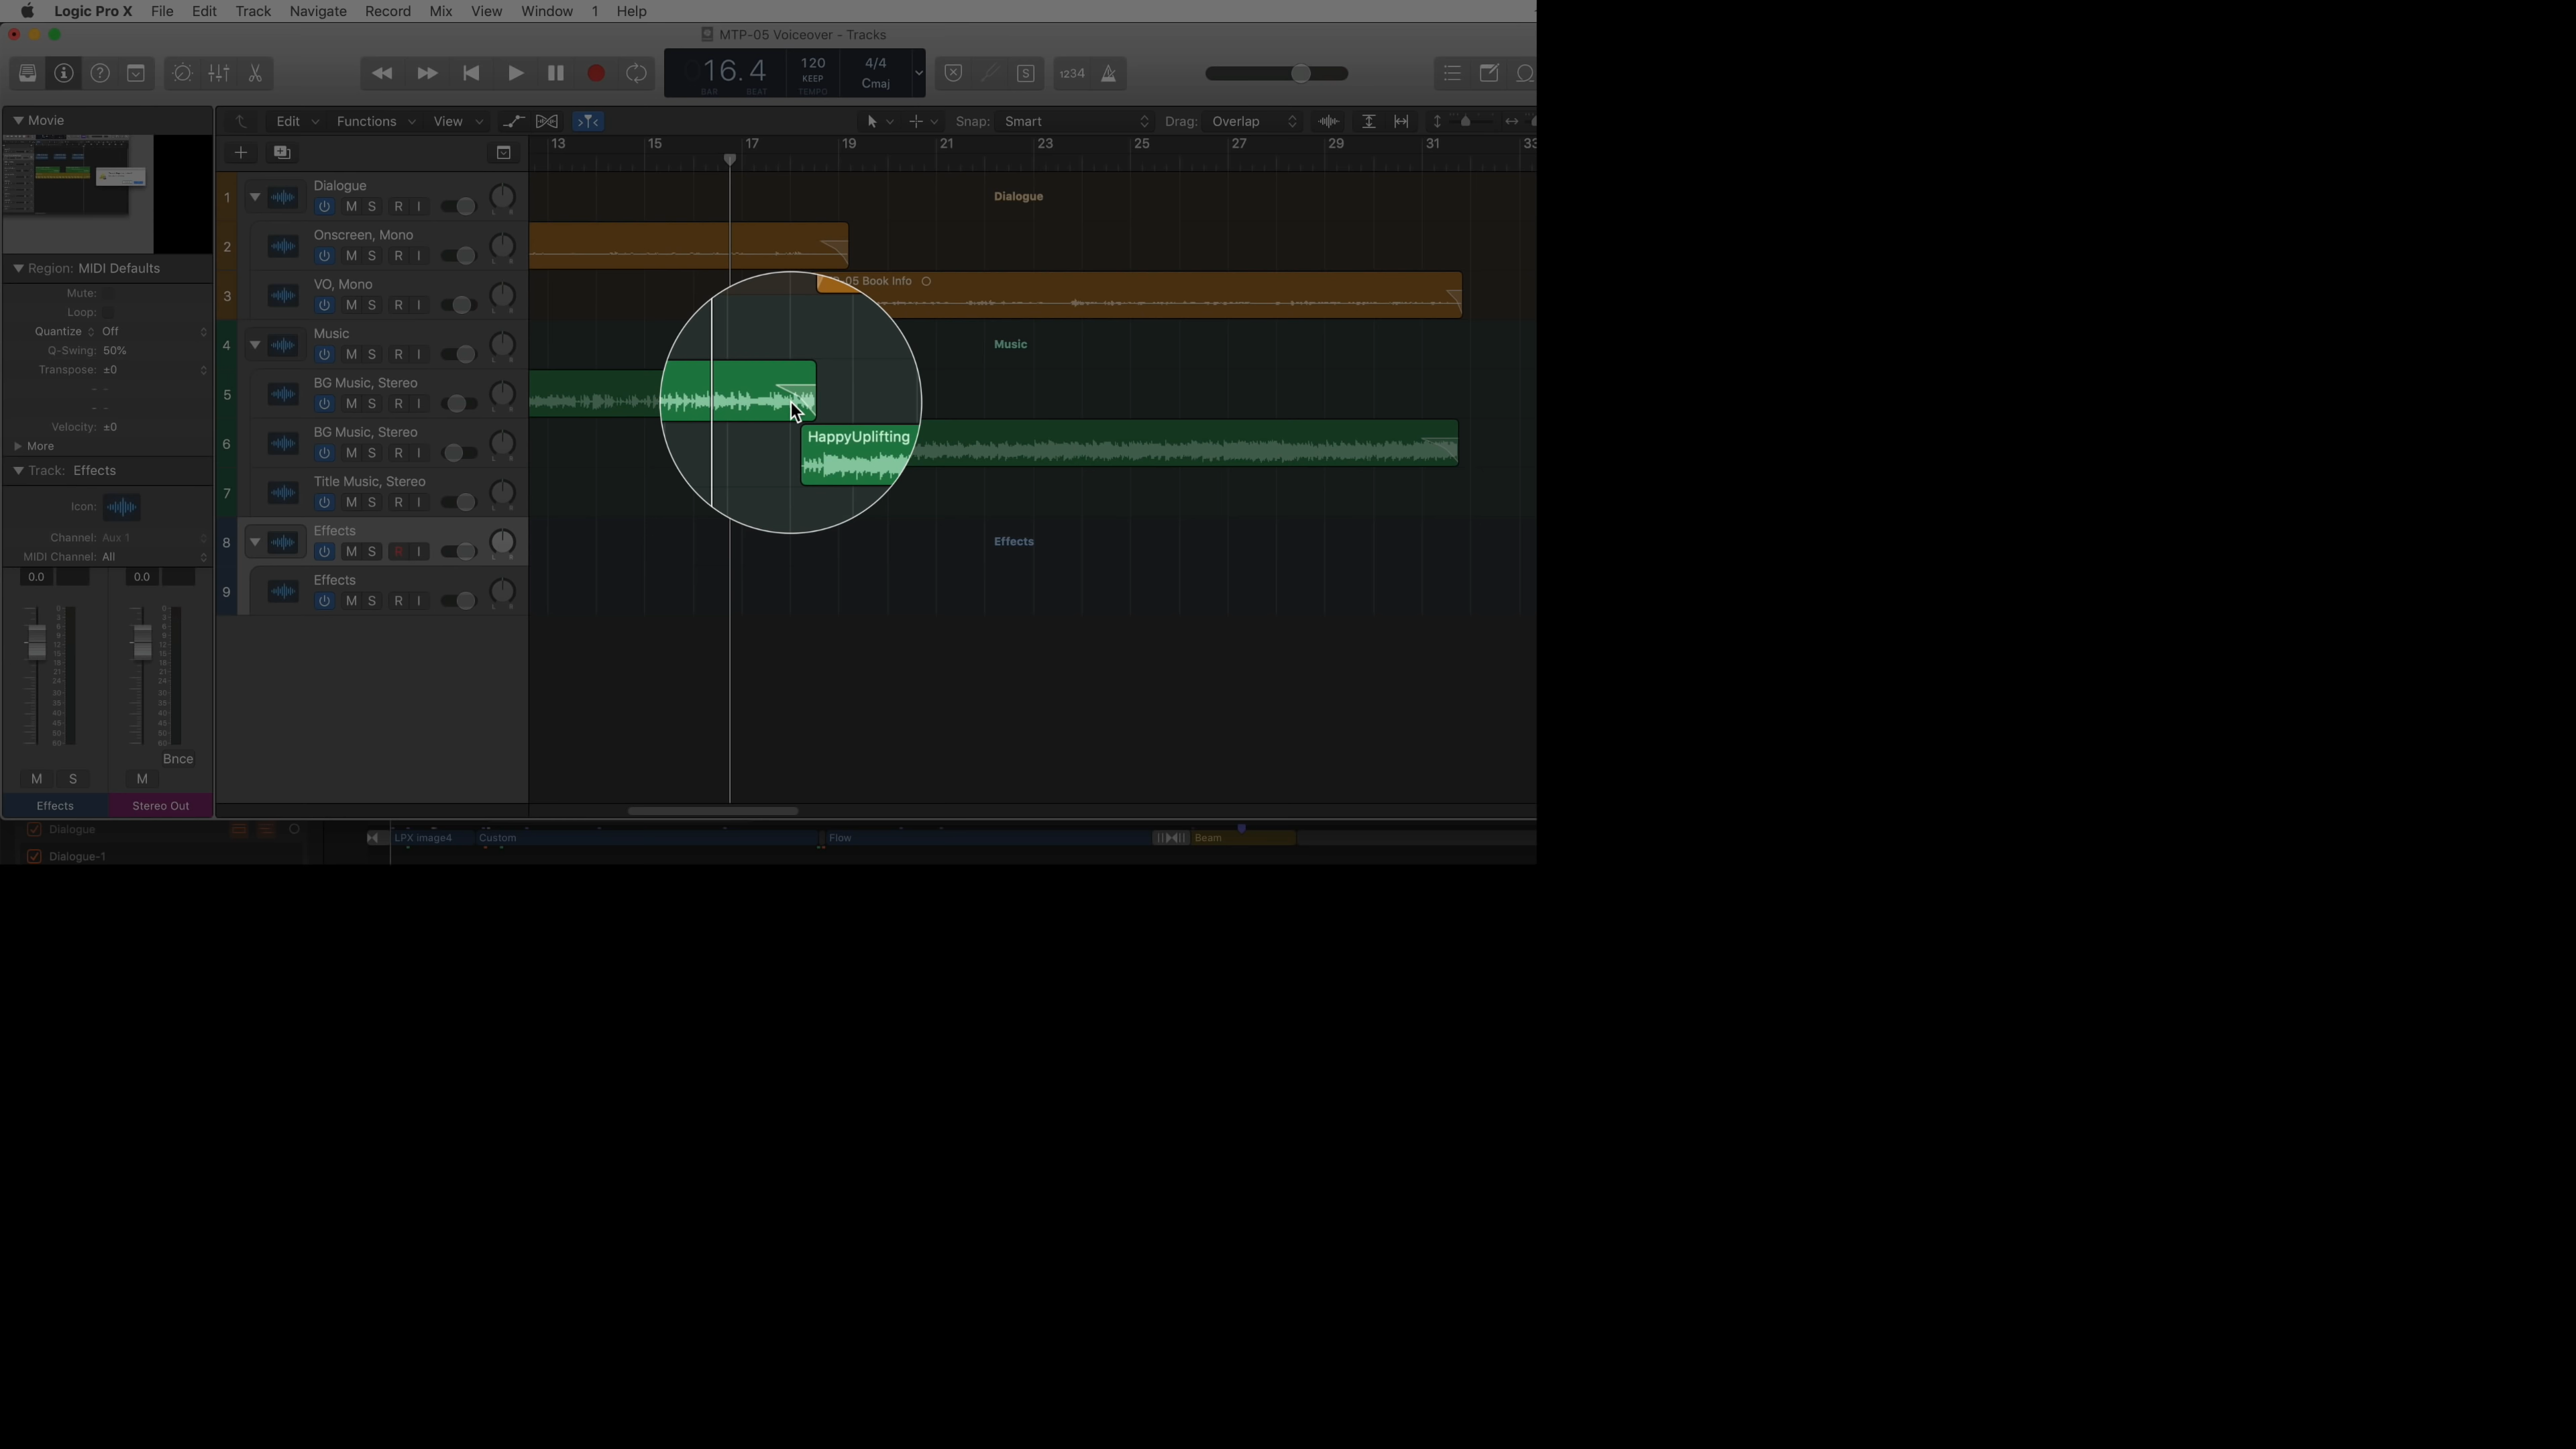 Logic Pro X File Edit Track Navigate Record Mix View Window 1 Help
MTP-05 Voiceover - Tracks
16. 4
BAR BEAT
120
KEEP
TEMPO
4/4
Cmaj
S
1234
Movie
Edit Functions View
Snap: Smart
Drag: Overlap
13 15 17 19 21 23 25 27 29 31 33
Region: MIDI Defaults
Mute:
Loop:
Quantize Off
Q-Swing: 50%
Transpose: ±0
Velocity: ±0
More
Track: Effects
Icon:
Channel: Aux 1
MIDI Channel: All
0.0 0.0
Bnce
M S M
Effects Stereo Out
1 Dialogue
M S R I
2 Onscreen, Mono
M S R I
3 VO, Mono
M S R I
4 Music
M S R I
5 BG Music, Stereo
M S R I
6 BG Music, Stereo
M S R I
7 Title Music, Stereo
M S R I
8 Effects
M S R I
9 Effects
M S R I
Dialogue
-05 Book Info
Music
HappyUplifting
Effects
Dialogue
Dialogue-1
LPX image4 Custom Flow Beam